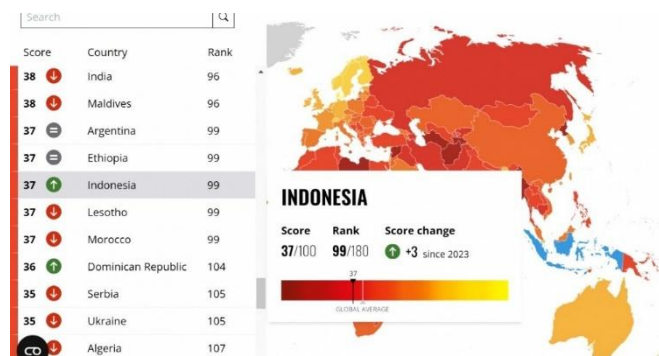 Search
Score Country Rank
38 India 96
38 Maldives 96
37 Argentina 99
37 Ethiopia 99
37 Indonesia 99
37 Lesotho 99
37 Morocco 99
36 Dominican Republic 104
35 Serbia 105
35 Ukraine 105
Algeria 107
INDONESIA
Score Rank Score change
37/100 99/180 +3 since 2023
37
GLOBAL AVERAGE